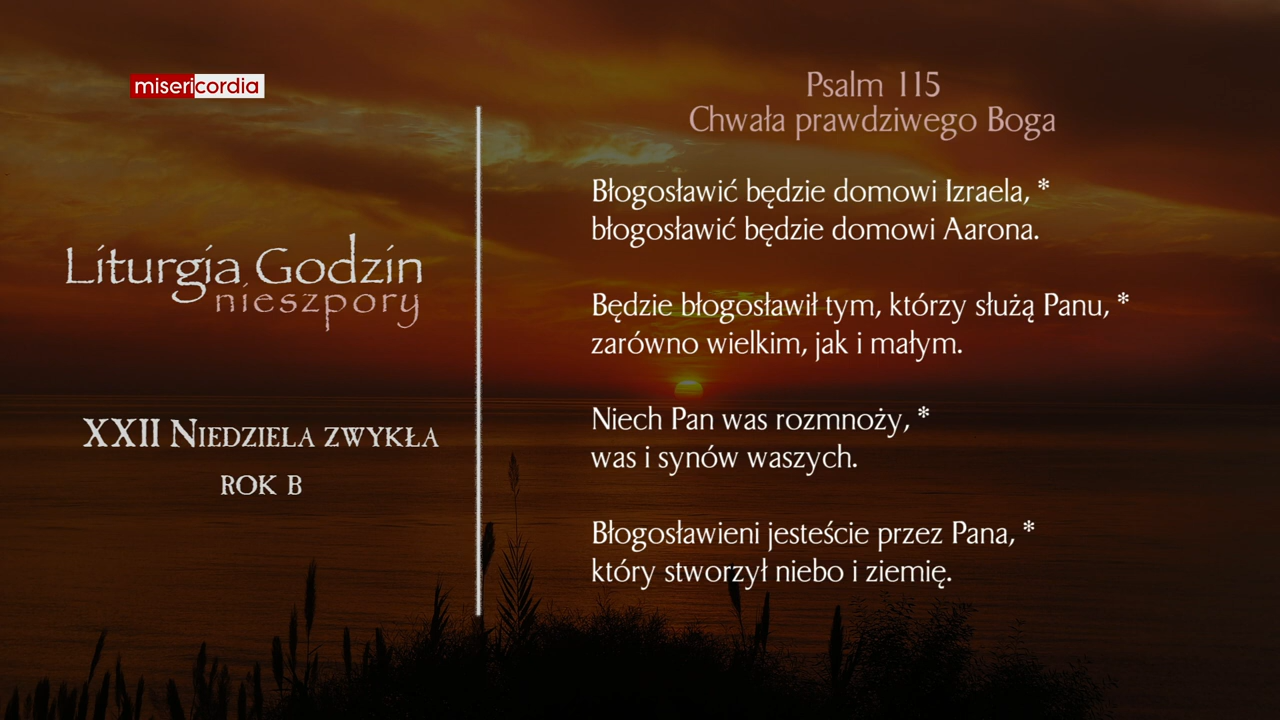 misericordia
Liturgia Godzin
nieszpory
XXII Niedziela zwykła
rok B
Psalm 115
Chwała prawdziwego Boga
Błogosławić będzie domowi Izraela, *
błogosławić będzie domowi Aarona.
Będzie błogosławił tym, którzy służą Panu, *
zarówno wielkim, jak i małym.
Niech Pan was rozmnoży, *
was i synów waszych.
Błogosławieni jesteście przez Pana, *
który stworzył niebo i ziemię.